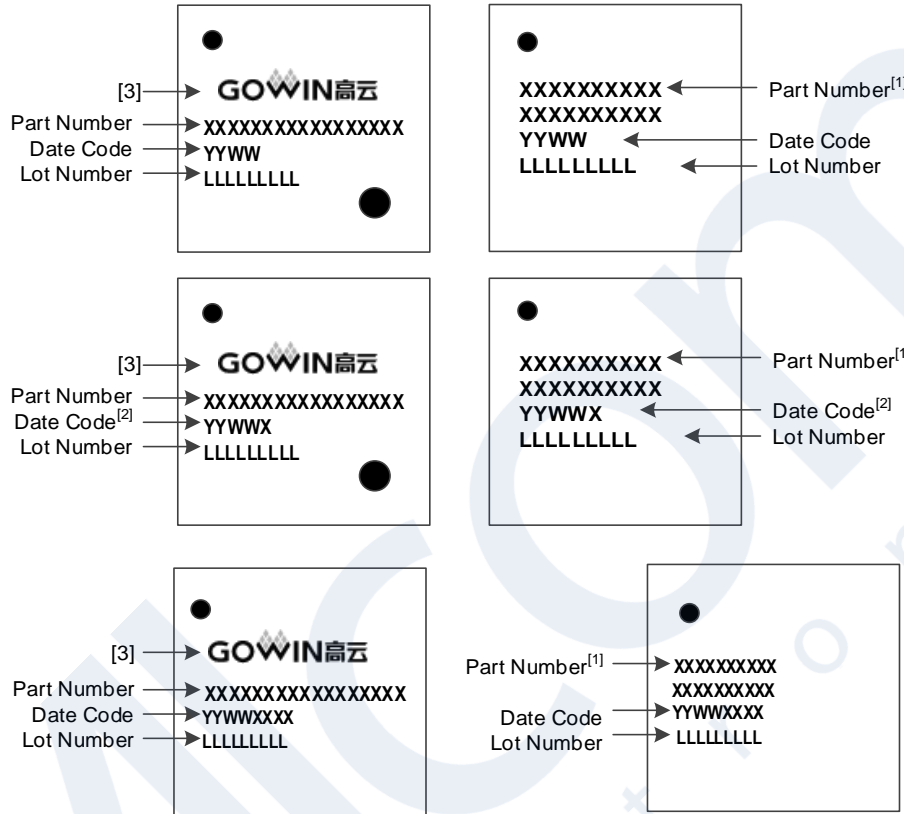 [3]
GOWIN高云
Part Number
XXXXXXXXXXXXXXXXX
Date Code
YYWW
Lot Number
LLLLLLLLL
XXXXXXXXXX
Part Number[1]
XXXXXXXXXX
YYWW
Date Code
LLLLLLLLL
Lot Number
[3]
GOWIN高云
Part Number
XXXXXXXXXXXXXXXXX
Date Code[2]
YYWWX
Lot Number
LLLLLLLLL
XXXXXXXXXX
Part Number[1
XXXXXXXXXX
YYWWX
Date Code[2]
LLLLLLLLL
Lot Number
[3]
GOWIN高云
Part Number
XXXXXXXXXXXXXXXXX
Date Code
YYWWXXXX
Lot Number
LLLLLLLLL
Part Number[1]
XXXXXXXXXX
XXXXXXXXXX
Date Code
YYWWXXXX
Lot Number
LLLLLLLLL